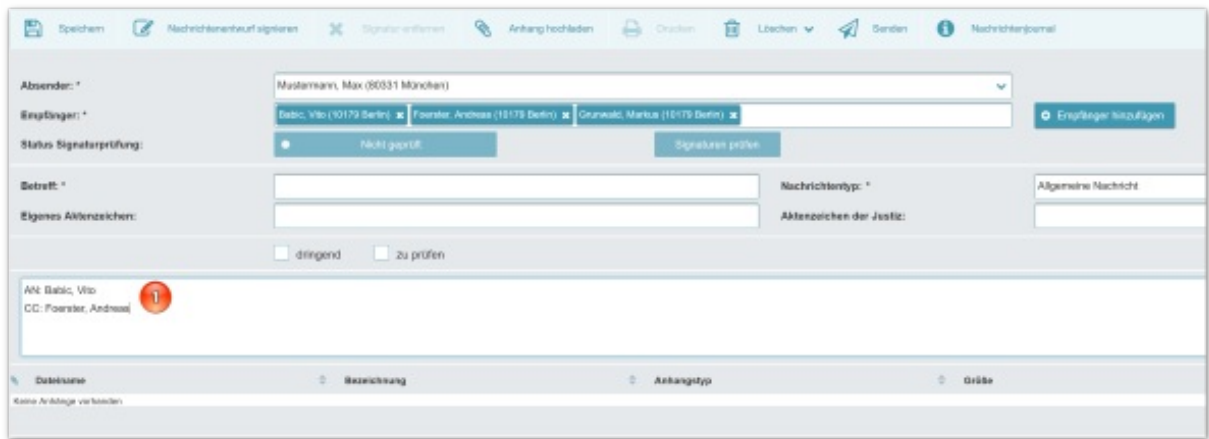 Speichern Nachrichtenentwurf signieren Signatur entfernen Anhang hochladen Drucken Löschen Senden Nachrichtenjournal
Absender: * Mustermann, Max (80331 München)
Empfänger: * Babic, Vito (10179 Berlin) x Foerster, Andreas (10179 Berlin) x Grunwald, Markus (10179 Berlin) x Empfänger hinzufügen
Status Signaturprüfung: Nicht geprüft Signaturen prüfen
Betreff: * Nachrichtentyp: * Allgemeine Nachricht
Eigenes Aktenzeichen: Aktenzeichen der Justiz:
dringend zu prüfen
AN: Babic, Vito
1
CC: Foerster, Andreas
Dateiname Bezeichnung Anhangstyp Größe
Keine Anhänge vorhanden